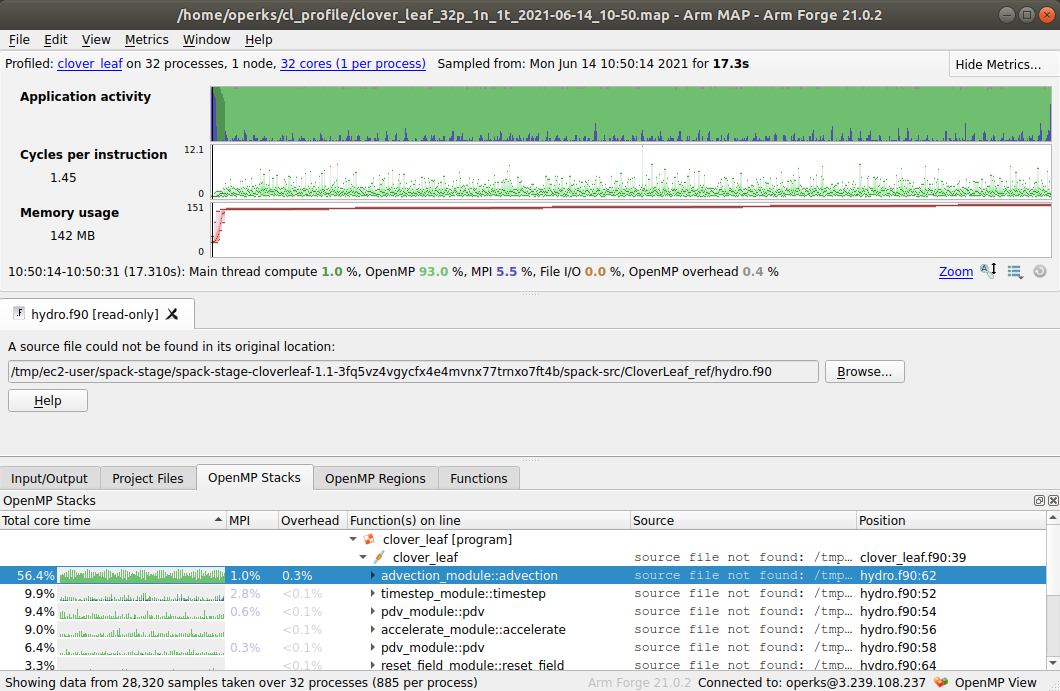 /home/operks/cl_profile/clover_leaf_32p_1n_1t_2021-06-14_10-50.map - Arm MAP - Arm Forge 21.0.2
File Edit View Metrics Window Help
Profiled: clover_leaf on 32 processes, 1 node, 32 cores (1 per process) Sampled from: Mon Jun 14 10:50:14 2021 for 17.3s Hide Metrics...
Application activity
Cycles per instruction 12.1
1.45
0
Memory usage 151
142 MB
0
10:50:14-10:50:31 (17.310s): Main thread compute 1.0 %, OpenMP 93.0 %, MPI 5.5 %, File I/O 0.0 %, OpenMP overhead 0.4 % Zoom
hydro.f90 [read-only]
A source file could not be found in its original location:
/tmp/ec2-user/spack-stage/spack-stage-cloverleaf-1.1-3fq5vz4vgycfx4e4mvnx77trnxo7ft4b/spack-src/CloverLeaf_ref/hydro.f90 Browse...
Help
Input/Output Project Files OpenMP Stacks OpenMP Regions Functions
OpenMP Stacks
Total core time MPI Overhead Function(s) on line Source Position
clover_leaf [program]
clover_leaf source file not found: /tmp... clover_leaf.f90:39
56.4% 1.0% 0.3% advection_module::advection source file not found: /tmp... hydro.f90:62
9.9% 2.8% <0.1% timestep_module::timestep source file not found: /tmp... hydro.f90:52
9.4% 0.6% <0.1% pdv_module::pdv source file not found: /tmp... hydro.f90:54
9.0% <0.1% accelerate_module::accelerate source file not found: /tmp... hydro.f90:56
6.4% 0.3% <0.1% pdv_module::pdv source file not found: /tmp... hydro.f90:58
3.3% <0.1% reset_field_module::reset_field source file not found: /tmp... hydro.f90:64
Showing data from 28,320 samples taken over 32 processes (885 per process) Arm Forge 21.0.2 Connected to: operks@3.239.108.237 OpenMP View